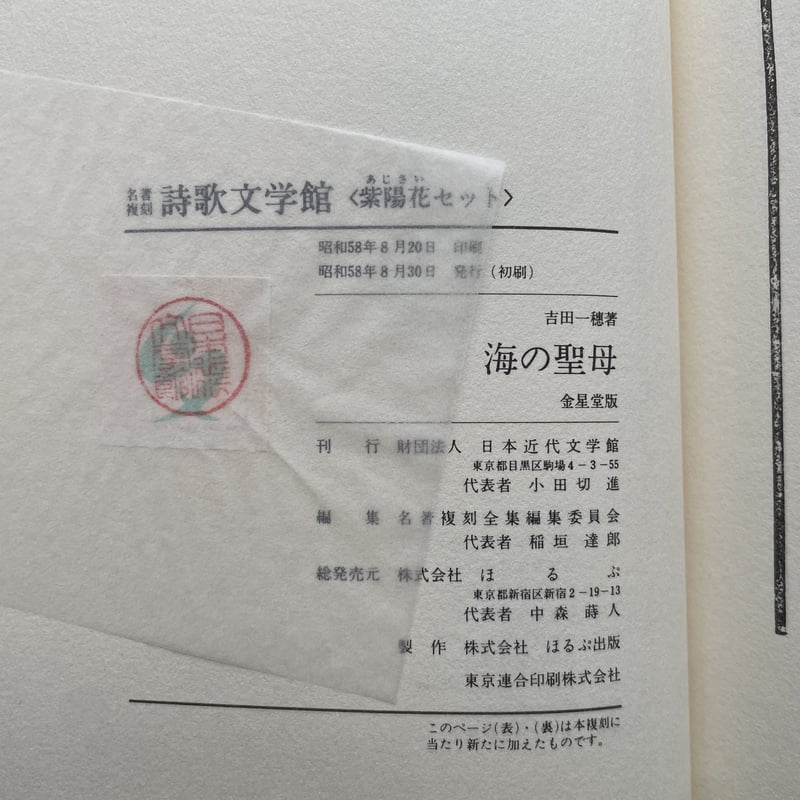 名著複刻 詩歌文学館〈紫陽花セット〉
あじさい
昭和58年8月20日 印刷
昭和58年8月30日 発行(初刷)
吉田一穂著
海の聖母
金星堂版
刊行 財団法人 日本近代文学館
東京都目黒区駒場4-3-55
代表者 小田切進
編集 名著複刻全集編集委員会
代表者 稲垣達郎
総発売元 株式会社 ほるぷ
東京都新宿区新宿2-19-13
代表者 中森蒔人
製作 株式会社 ほるぷ出版
東京連合印刷株式会社
このページ(表)・(裏)は本複刻に
当たり新たに加えたものです。